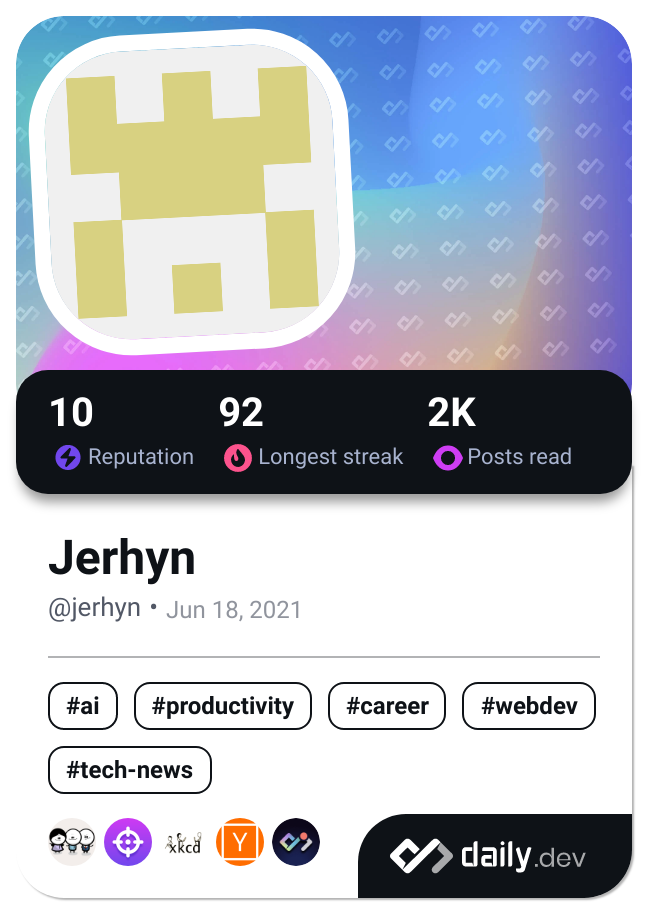 10 92 2K
Reputation Longest streak Posts read
Jerhyn
@jerhyn • Jun 18, 2021
#ai #productivity #career #webdev
#tech-news
xkcd Y
daily.dev